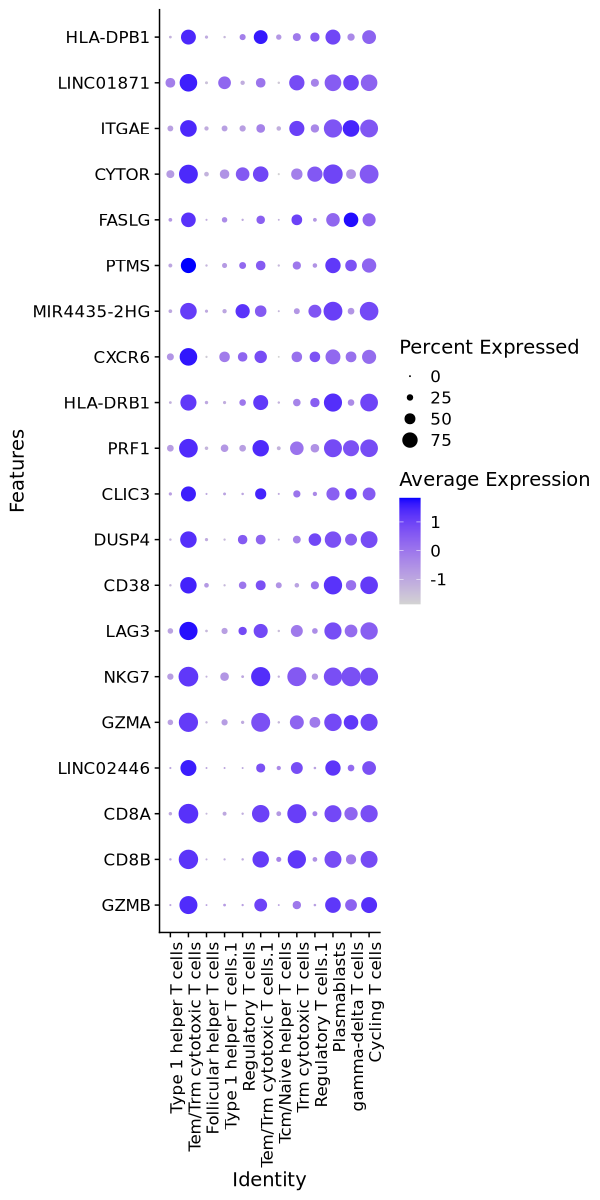 HLA-DPB1
LINC01871
ITGAE
CYTOR
FASLG
PTMS
MIR4435-2HG
CXCR6
HLA-DRB1
PRF1
CLIC3
DUSP4
CD38
LAG3
NKG7
GZMA
LINC02446
CD8A
CD8B
GZMB
Features
Type 1 helper T cells
Tem/Trm cytotoxic T cells
Follicular helper T cells
Type 1 helper T cells.1
Regulatory T cells
Tem/Trm cytotoxic T cells.1
Tcm/Naive helper T cells
Trm cytotoxic T cells
Regulatory T cells.1
Plasmablasts
gamma-delta T cells
Cycling T cells
Identity
Percent Expressed
0
25
50
75
Average Expression
1
0
-1